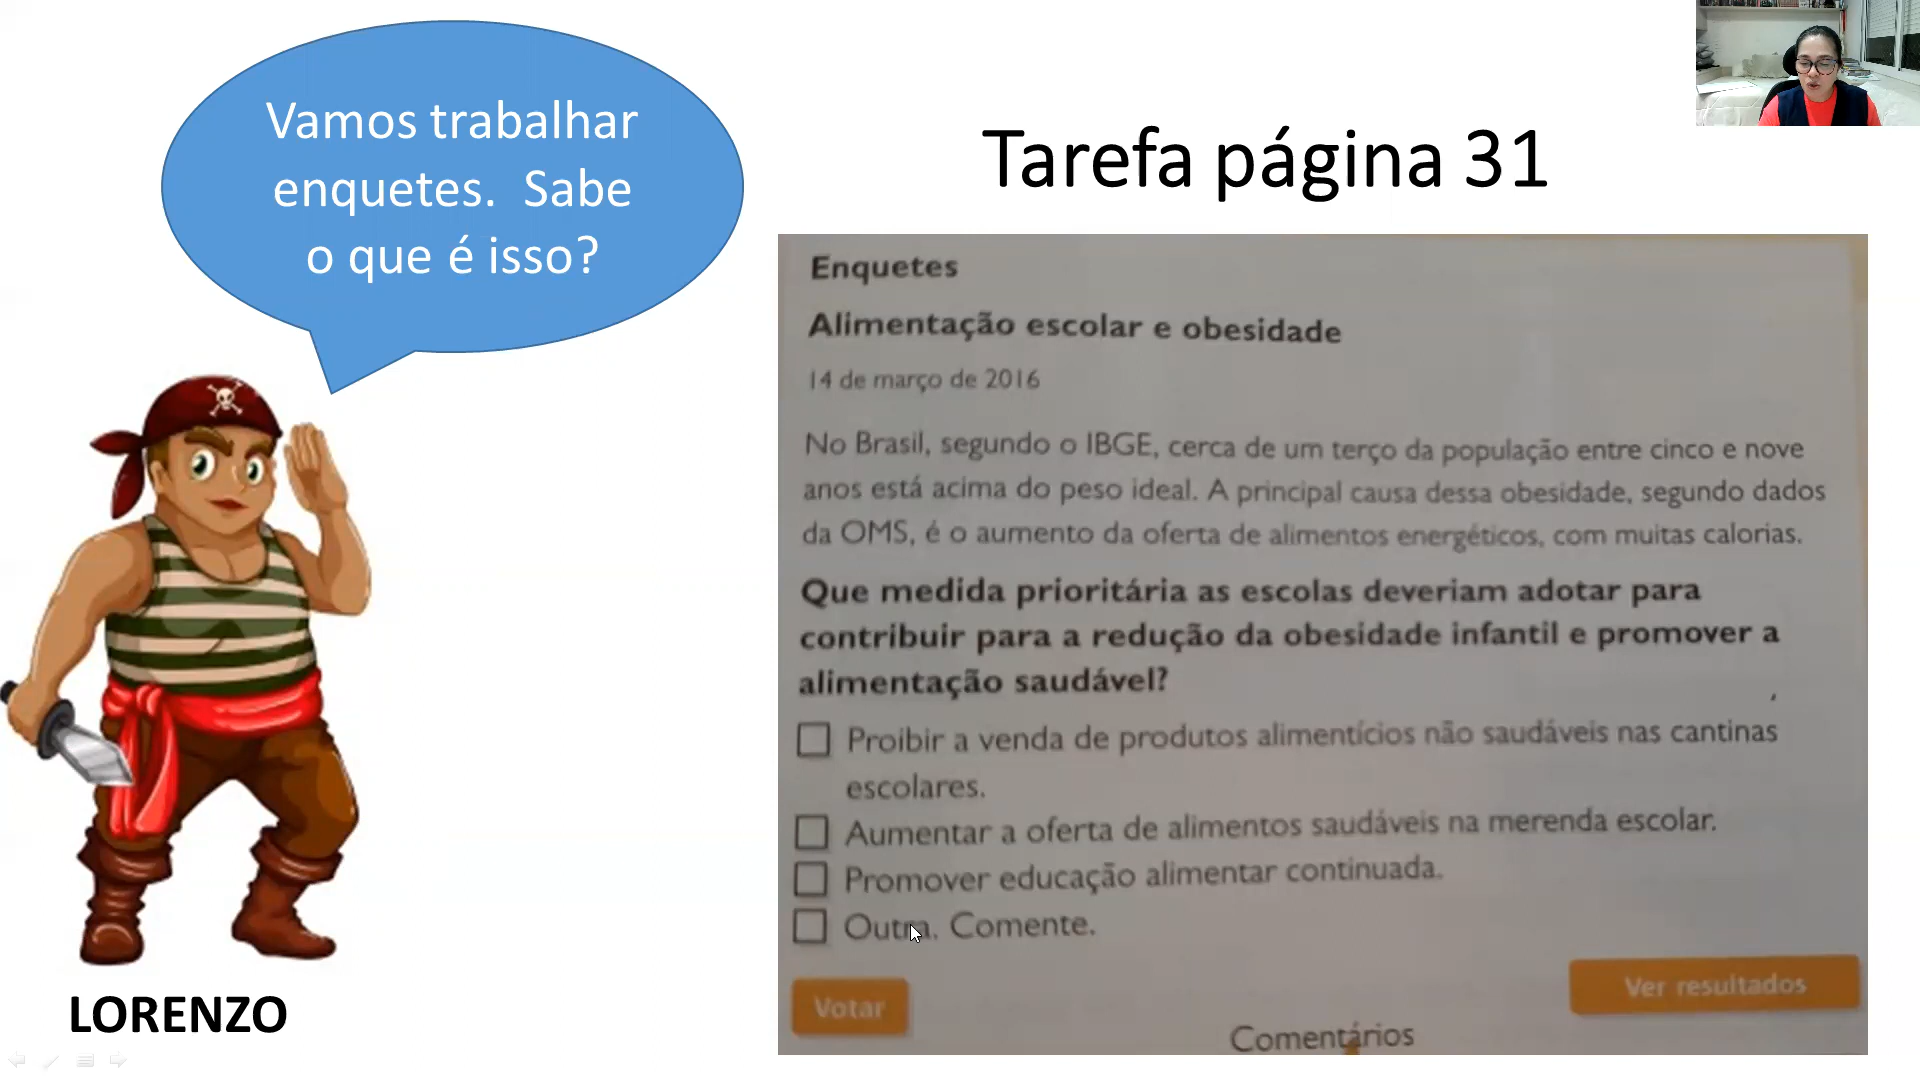 Vamos trabalhar
enquetes. Sabe
o que é isso?
LORENZO
Tarefa página 31
Enquetes
Alimentação escolar e obesidade
14 de março de 2016
No Brasil, segundo o IBGE, cerca de um terço da população entre cinco e nove
anos está acima do peso ideal. A principal causa dessa obesidade, segundo dados
da OMS, é o aumento da oferta de alimentos energéticos, com muitas calorias.
Que medida prioritária as escolas deveriam adotar para
contribuir para a redução da obesidade infantil e promover a
alimentação saudável?
Proibir a venda de produtos alimentícios não saudáveis nas cantinas
escolares.
Aumentar a oferta de alimentos saudáveis na merenda escolar.
Promover educação alimentar continuada.
Outra. Comente.
Votar
Ver resultados
Comentários